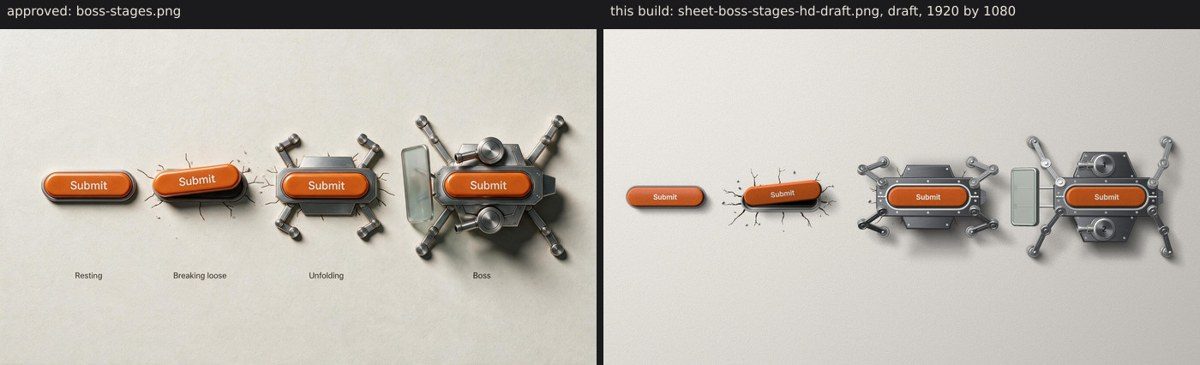 approved: boss-stages.png
this build: sheet-boss-stages-hd-draft.png, draft, 1920 by 1080
Submit
Submit
Submit
Submit
Resting
Breaking loose
Unfolding
Boss
Submit
Submit
Submit
Submit